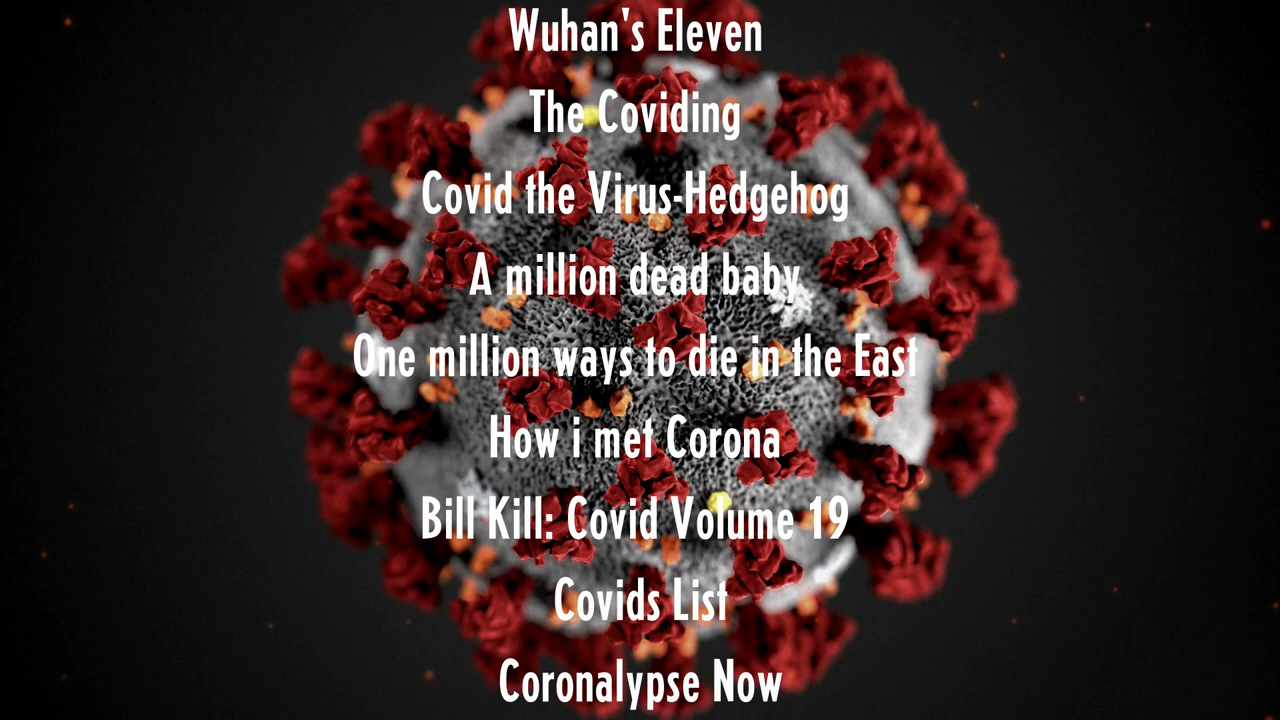 Wuhan's Eleven
The Coviding
Covid the Virus-Hedgehog
A million dead baby
One million ways to die in the East
How i met Corona
Bill Kill: Covid Volume 19
Covids List
Coronalypse Now